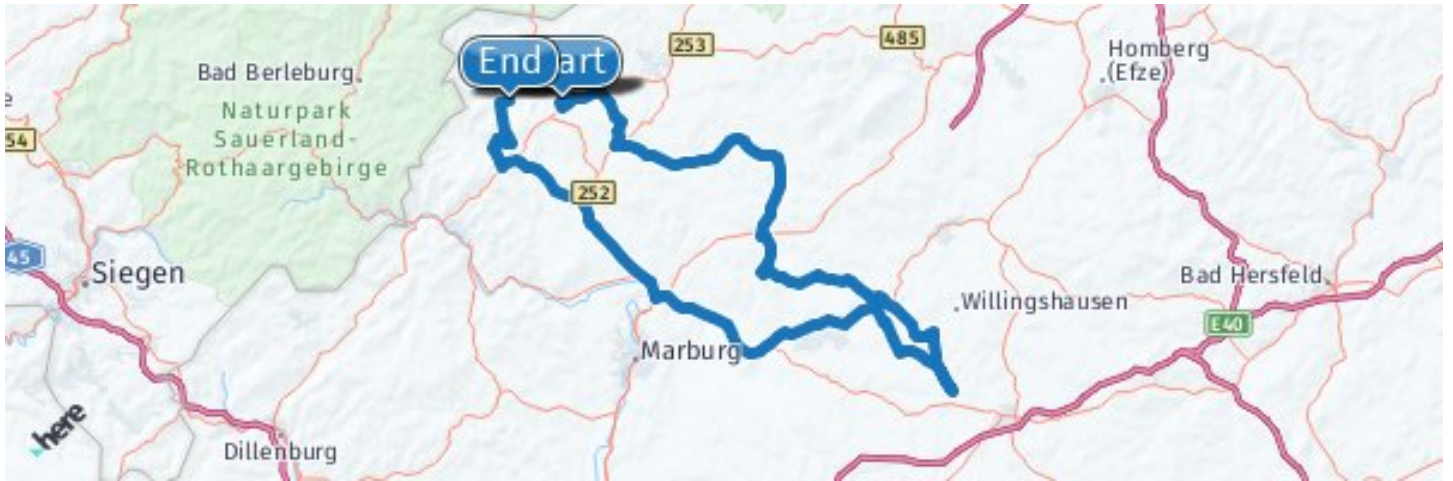 253
485
Homberg
(Efze)
End
art
Bad Berleburg
Naturpark
Sauerland-
Rothaargebirge
e
54
252
45
Siegen
Bad Hersfeld
Willingshausen
E40
Marburg
here
Dillenburg